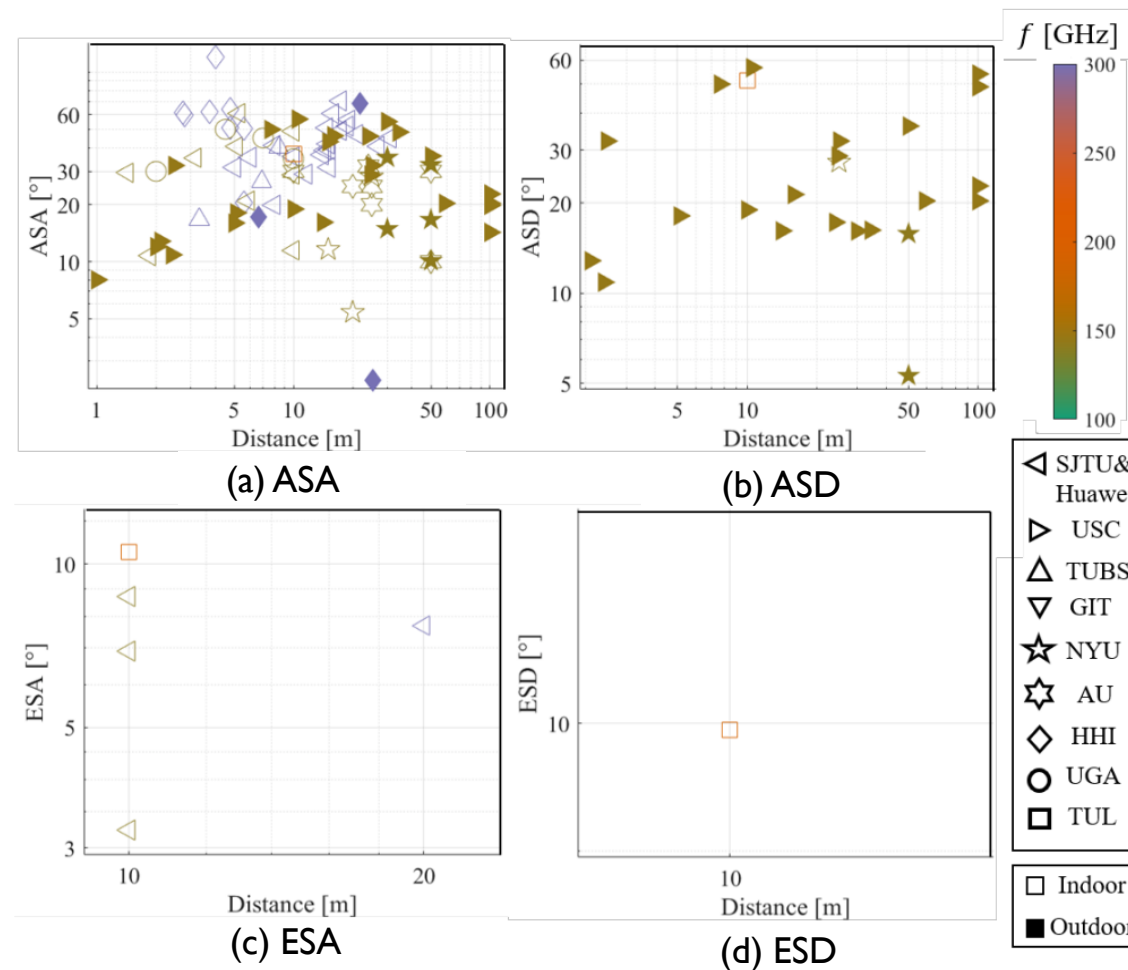 f [GHz]
300
250
200
150
100
ASA [°]
60
30
20
10
5
1
5
10
50
100
Distance [m]
(a) ASA
ASD [°]
60
30
20
10
5
5
10
50
100
Distance [m]
(b) ASD
SJTU&
Huawe
USC
TUBS
GIT
NYU
AU
HHI
UGA
TUL
Indoor
Outdoor
ESA [°]
10
5
3
10
20
Distance [m]
(c) ESA
ESD [°]
10
10
Distance [m]
(d) ESD